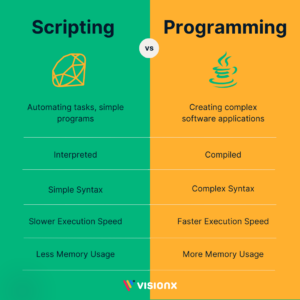 Scripting
vs
Programming
Automating tasks, simple
programs
Creating complex
software applications
Interpreted
Compiled
Simple Syntax
Complex Syntax
Slower Execution Speed
Faster Execution Speed
Less Memory Usage
More Memory Usage
VISIONX